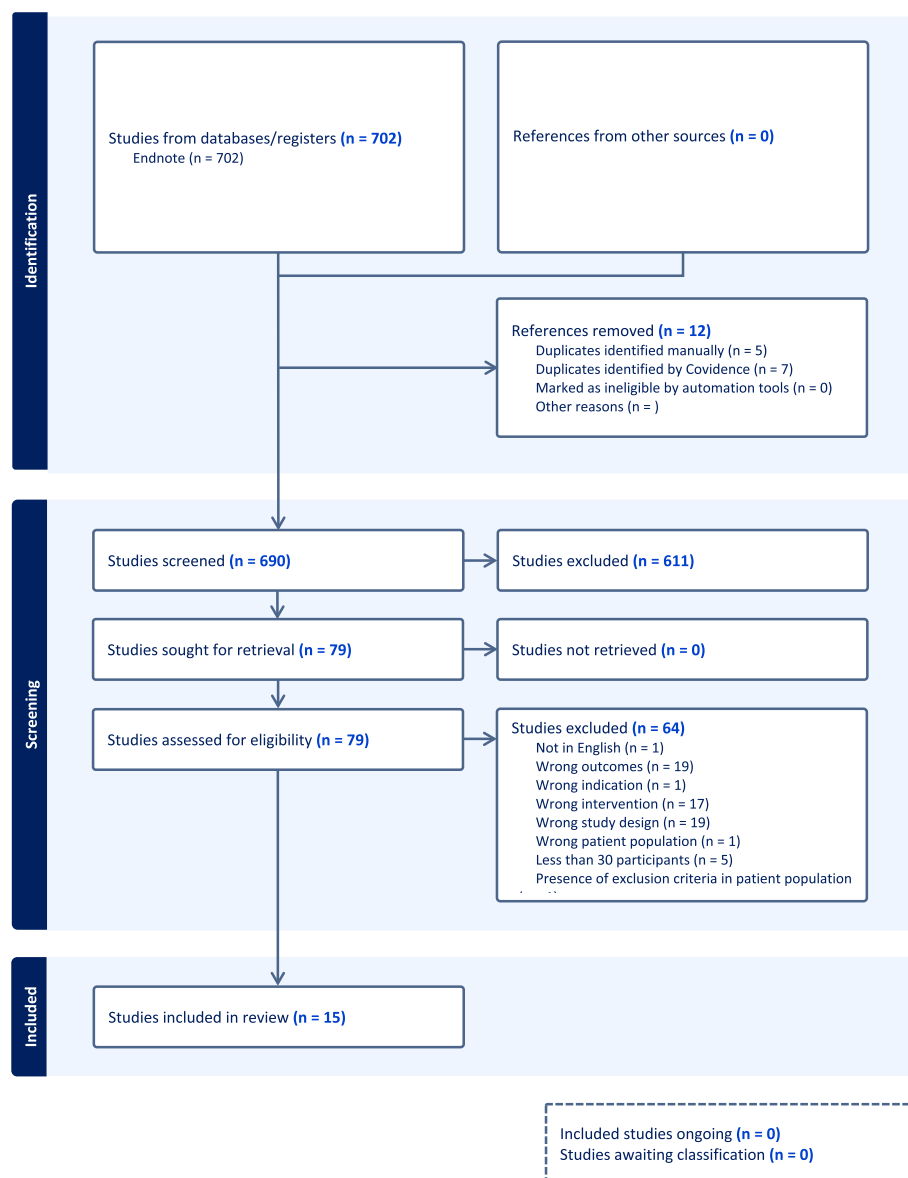 Identification
Studies from databases/registers (n = 702)
Endnote (n = 702)
References from other sources (n = 0)
References removed (n = 12)
Duplicates identified manually (n = 5)
Duplicates identified by Covidence (n = 7)
Marked as ineligible by automation tools (n = 0)
Other reasons (n = )
Screening
Studies screened (n = 690)
Studies excluded (n = 611)
Studies sought for retrieval (n = 79)
Studies not retrieved (n = 0)
Studies assessed for eligibility (n = 79)
Studies excluded (n = 64)
Not in English (n = 1)
Wrong outcomes (n = 19)
Wrong indication (n = 1)
Wrong intervention (n = 17)
Wrong study design (n = 19)
Wrong patient population (n = 1)
Less than 30 participants (n = 5)
Presence of exclusion criteria in patient population
Included
Studies included in review (n = 15)
Included studies ongoing (n = 0)
Studies awaiting classification (n = 0)